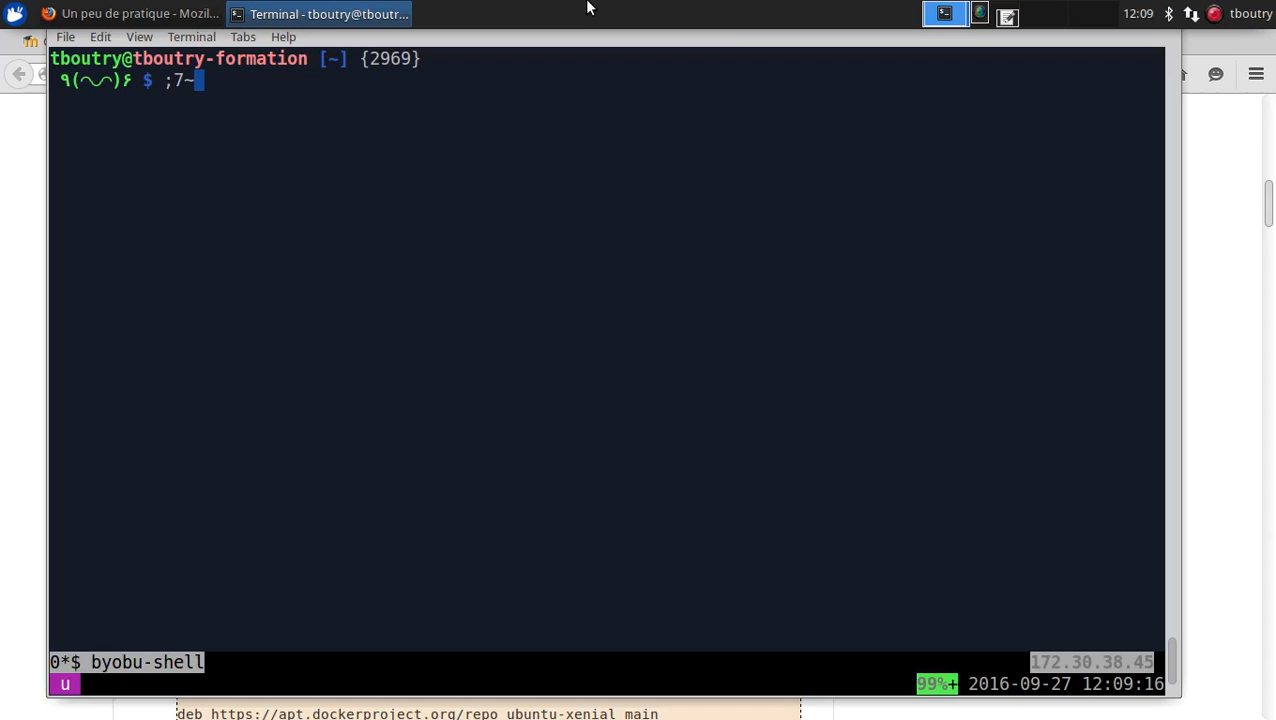 Un peu de pratique - Mozil...
Terminal - tboutry@tboutr...
12:09
tboutry
File Edit View Terminal Tabs Help
tboutry@tboutry-formation [~] {2969}
٩(◠◡◠)۶ $ ;7~
0*$ byobu-shell
172.30.38.45
u
99%+ 2016-09-27 12:09:16
deb https://apt.dockerproject.org/repo ubuntu-xenial main